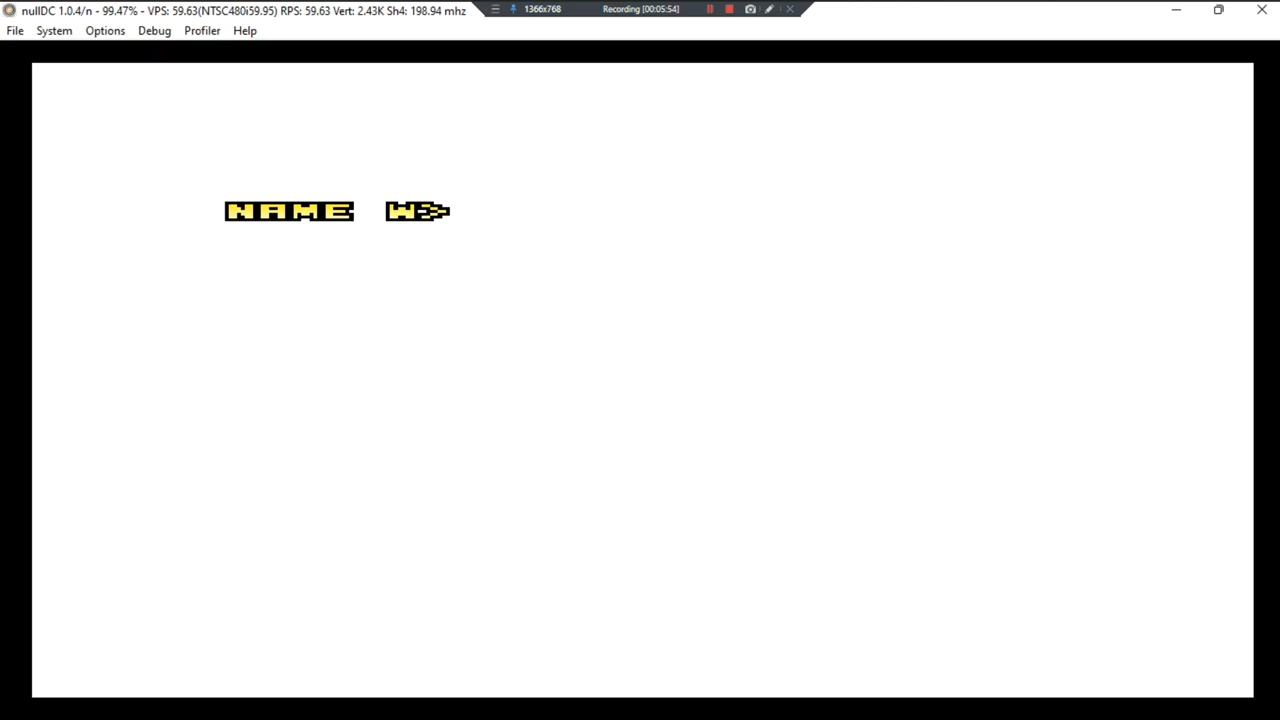 nullDC 1.0.4/n - 99.47% - VPS: 59.63(NTSC480i59.95) RPS: 59.63 Vert: 2.43K Sh4: 198.94 mhz
1366x768 Recording [00:05:54]
File System Options Debug Profiler Help
NAME W